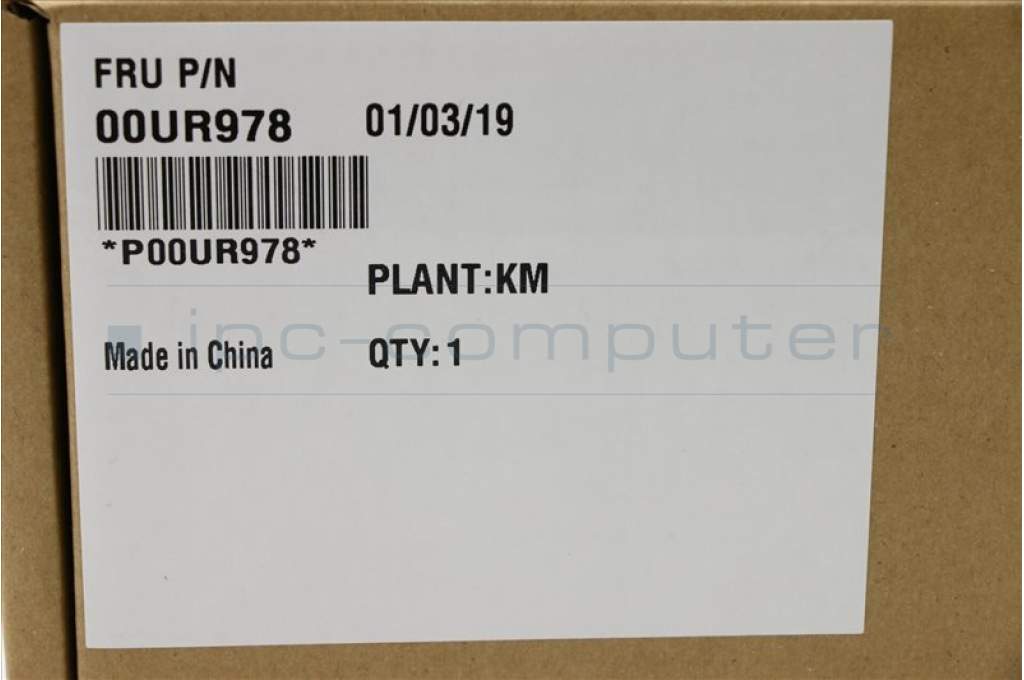 FRU P/N
00UR978 01/03/19
*P00UR978*
PLANT:KM
inc-computer
Made in China QTY: 1